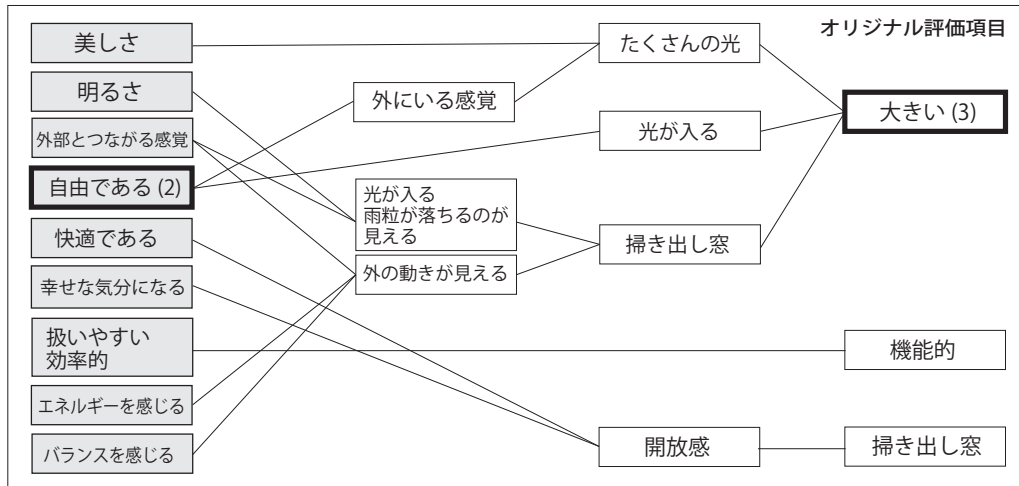 オリジナル評価項目
美しさ
明るさ
外部とつながる感覚
自由である (2)
快適である
幸せな気分になる
扱いやすい
効率的
エネルギーを感じる
バランスを感じる
外にいる感覚
光が入る
雨粒が落ちるのが
見える
外の動きが見える
たくさんの光
光が入る
掃き出し窓
開放感
大きい (3)
機能的
掃き出し窓